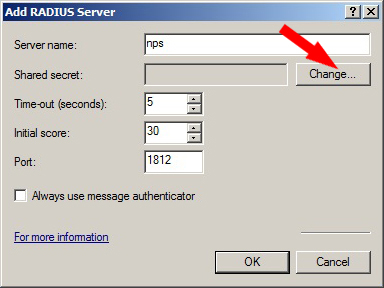 Add RADIUS Server
Server name: nps
Shared secret: Change...
Time-out (seconds): 5
Initial score: 30
Port: 1812
Always use message authenticator
For more information
OK Cancel